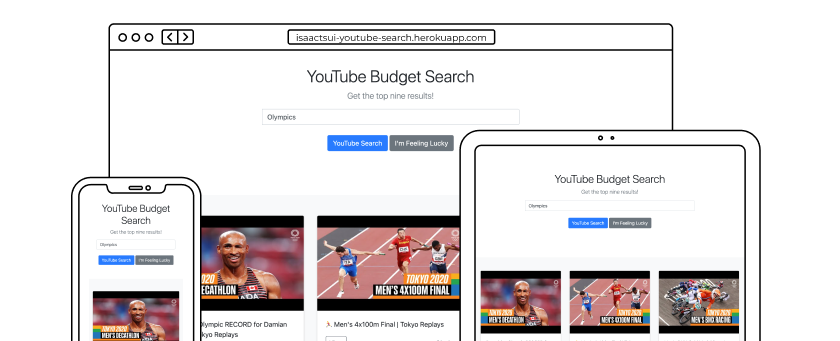 isaactsui-youtube-search.herokuapp.com
YouTube Budget Search
Get the top nine results!
Olympics
YouTube Search
I'm Feeling Lucky
TOKYO 2020
MEN'S 4X100M FINAL
lympic RECORD for Damian
kyo Replays
Men's 4x100m Final | Tokyo Replays
YouTube Budget
Search
Get the top nine results!
Olympics
YouTube Search
I'm Feeling Lucky
TOKYO 2020
MEN'S DECATHLON
YouTube Budget Search
Get the top nine results!
Olympics
YouTube Search
I'm Feeling Lucky
TOKYO 2020
MEN'S DECATHLON
TOKYO 2020
MEN'S 4X100M FINAL
TOKYO 2020
MEN'S BMX RACING
2020
DECATHLON
CANADA